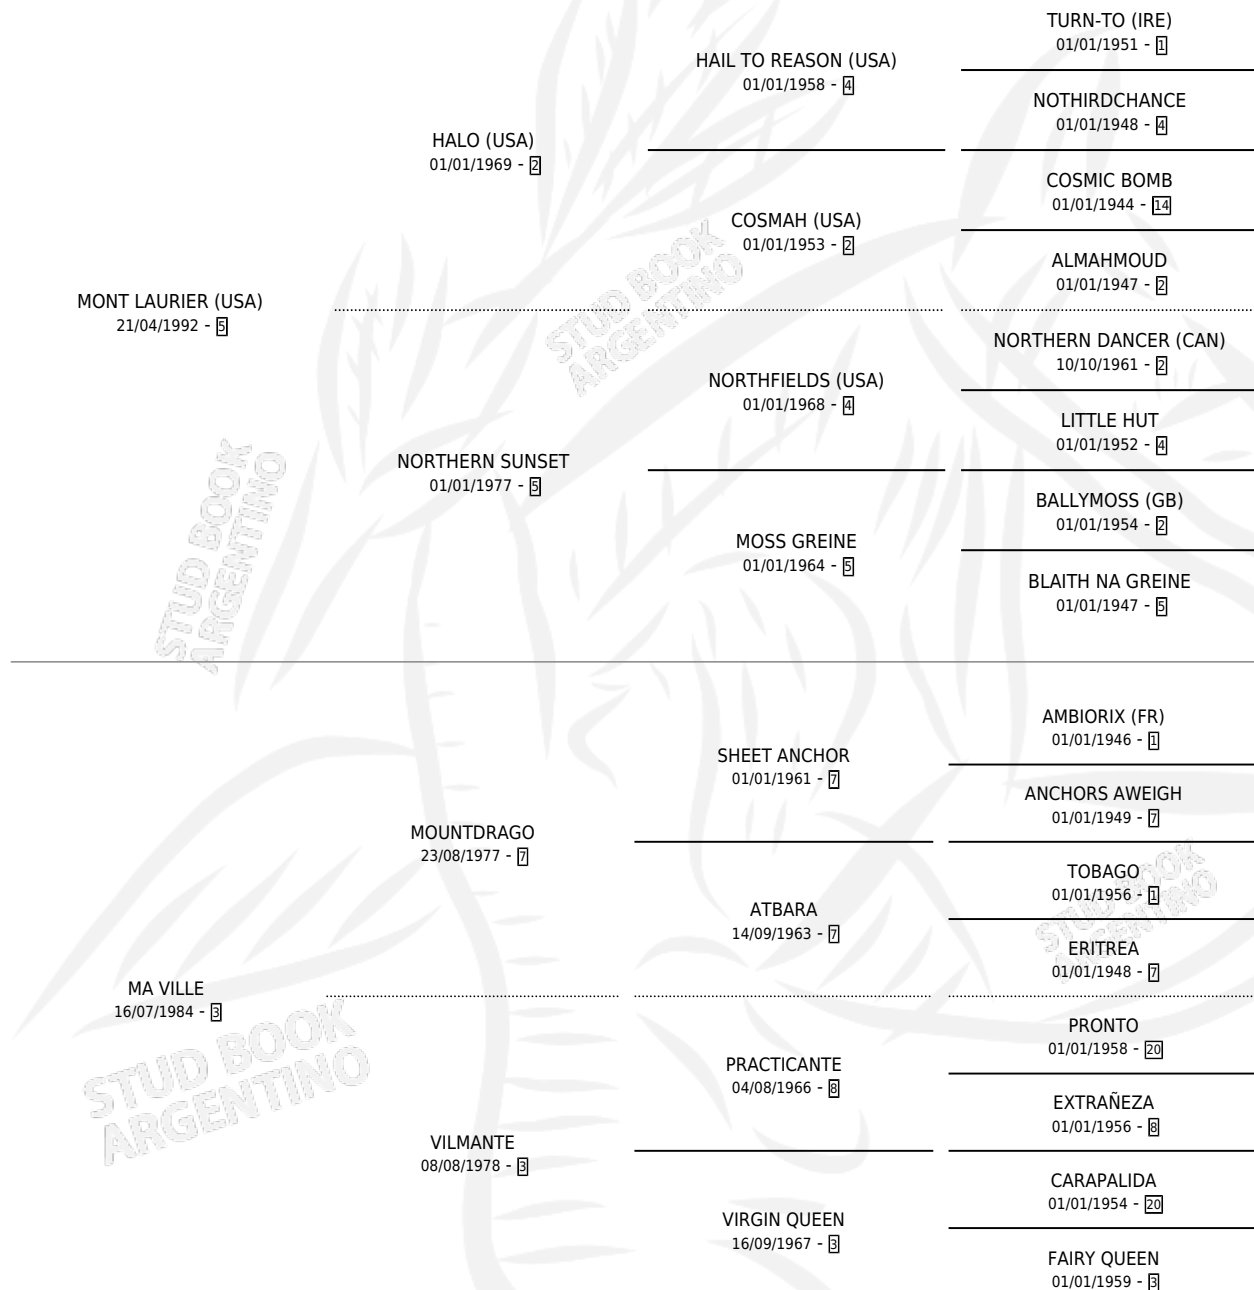 TURN-TO (IRE)
01/01/1951 - 1
HAIL TO REASON (USA)
01/01/1958 - 4
NOTHIRDCHANCE
01/01/1948 - 4
HALO (USA)
01/01/1969 - 2
COSMIC BOMB
01/01/1944 - 14
COSMAH (USA)
01/01/1953 - 2
ALMAHMOUD
01/01/1947 - 2
MONT LAURIER (USA)
21/04/1992 - 5
NORTHERN DANCER (CAN)
10/10/1961 - 2
NORTHFIELDS (USA)
01/01/1968 - 4
LITTLE HUT
01/01/1952 - 4
NORTHERN SUNSET
01/01/1977 - 5
BALLYMOSS (GB)
01/01/1954 - 2
MOSS GREINE
01/01/1964 - 5
BLAITH NA GREINE
01/01/1947 - 5
AMBIORIX (FR)
01/01/1946 - 1
SHEET ANCHOR
01/01/1961 - 7
ANCHORS AWEIGH
01/01/1949 - 7
MOUNTDRAGO
23/08/1977 - 7
TOBAGO
01/01/1956 - 1
ATBARA
14/09/1963 - 7
ERITREA
01/01/1948 - 7
MA VILLE
16/07/1984 - 3
PRONTO
01/01/1958 - 20
PRACTICANTE
04/08/1966 - 8
EXTRAÑEZA
01/01/1956 - 8
VILMANTE
08/08/1978 - 3
CARAPALIDA
01/01/1954 - 20
VIRGIN QUEEN
16/09/1967 - 3
FAIRY QUEEN
01/01/1959 - 3
STUD BOOK
ARGENTINO
STUD BOOK
ARGENTINO
STUD BOOK
ARGENTINO
STUD BOOK
ARGENTINO